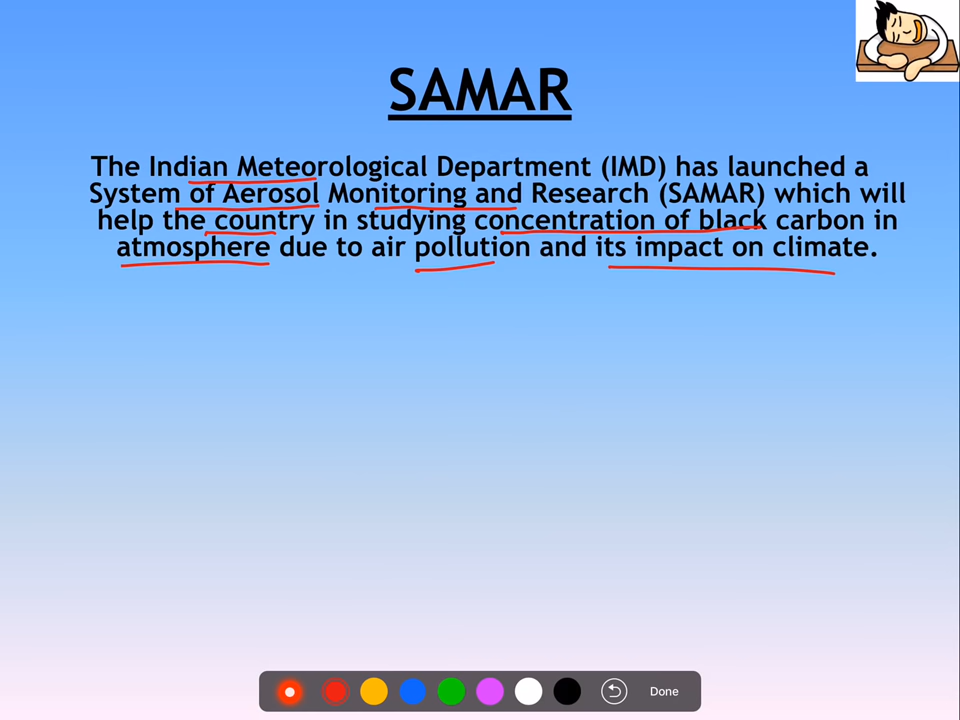 SAMAR
The Indian Meteorological Department (IMD) has launched a
System of Aerosol Monitoring and Research (SAMAR) which will
help the country in studying concentration of black carbon in
atmosphere due to air pollution and its impact on climate.
Done